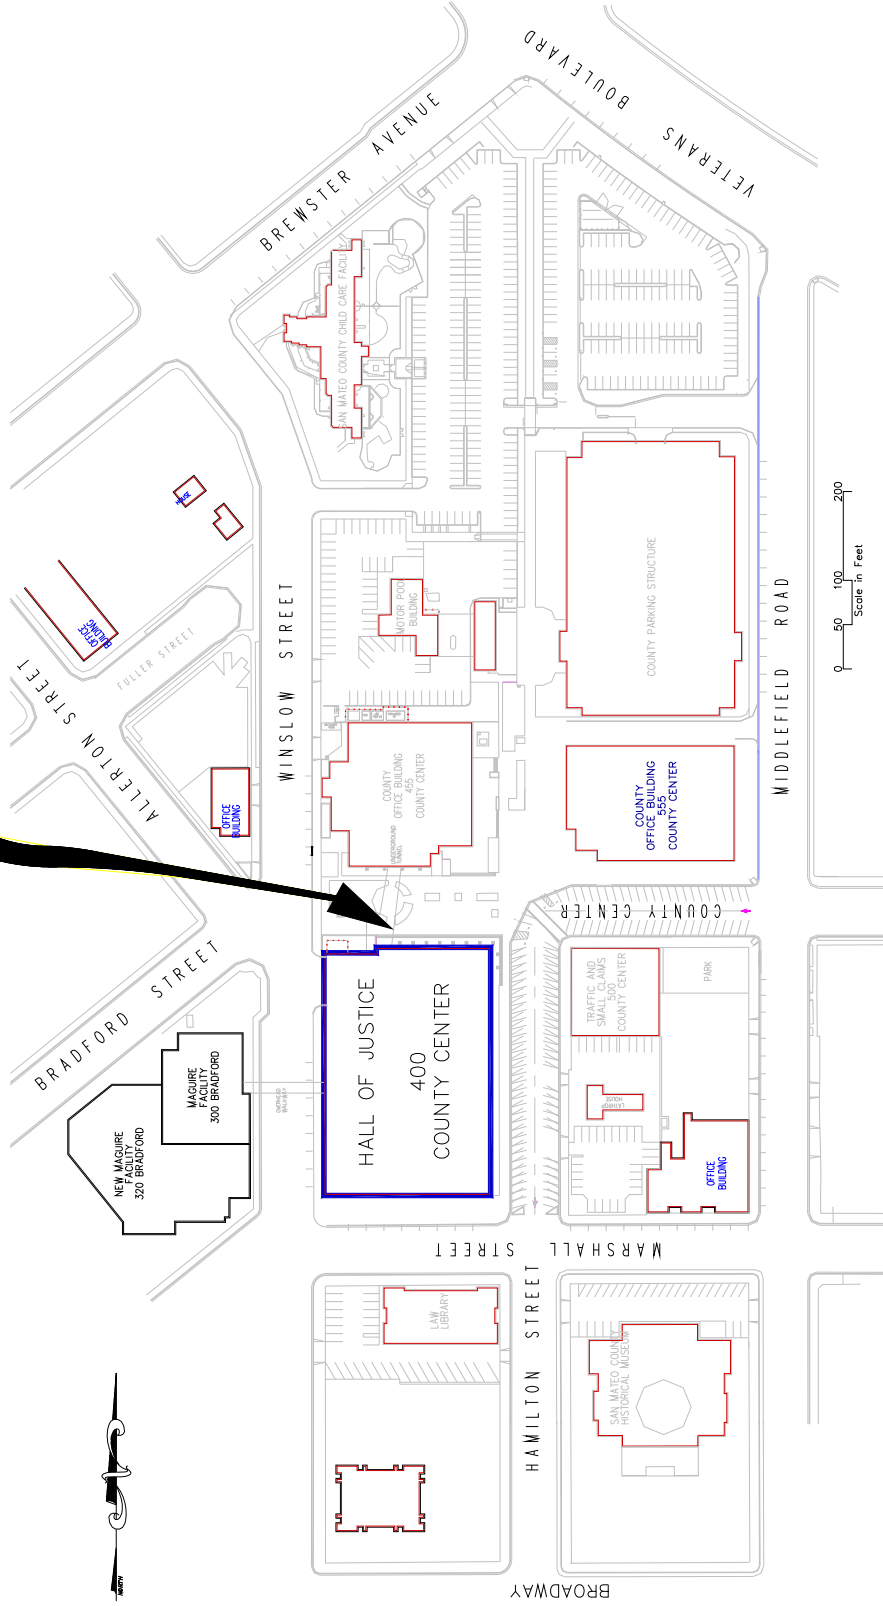 VETERANS BOULEVARD
BREWSTER AVENUE
SAN MATEO COUNTY CHILD CARE FACILITY
HOUSE
OFFICE
BUILDING
FULLER STREET
ALLERTON STREET
WINSLOW STREET
MOTOR POOL
BUILDING
COUNTY PARKING STRUCTURE
MIDDLEFIELD ROAD
0 50 100 200
Scale in Feet
OFFICE
BUILDING
COUNTY
OFFICE BUILDING
455
COUNTY CENTER
COUNTY
OFFICE BUILDING
555
COUNTY CENTER
UNDERGROUND
TUNNEL
COUNTY CENTER
BRADFORD STREET
HALL OF JUSTICE
400
COUNTY CENTER
TRAFFIC AND
SMALL CLAIMS
500
COUNTY CENTER
PARK
MAGUIRE
FACILITY
300 BRADFORD
NEW MAGUIRE
FACILITY
320 BRADFORD
OVERHEAD
WALKWAY
LATHROP
HOUSE
OFFICE
BUILDING
MARSHALL STREET
HAMILTON STREET
LAW
LIBRARY
SAN MATEO COUNTY
HISTORICAL MUSEUM
NORTH
BROADWAY